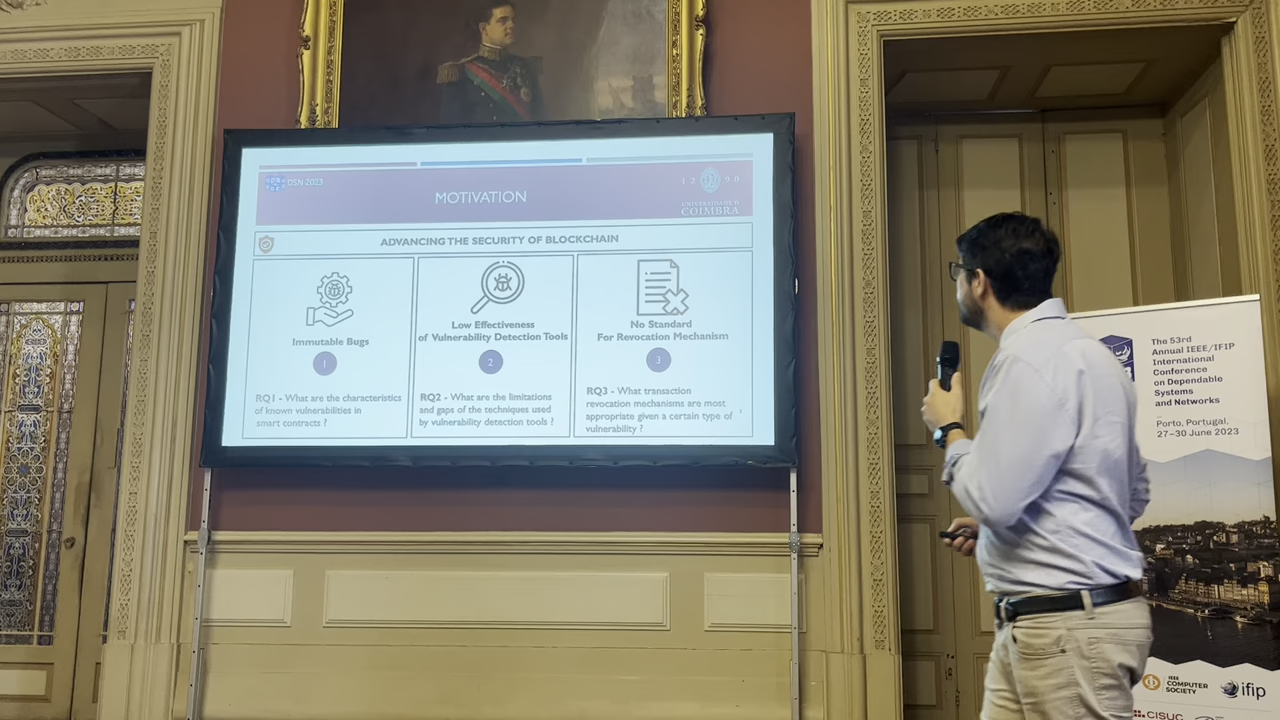 DSN 2023
MOTIVATION
1 2 9 0
UNIVERSIDADE D
COIMBRA
ADVANCING THE SECURITY OF BLOCKCHAIN
Immutable Bugs
1
RQ1 - What are the characteristics
of known vulnerabilities in
smart contracts ?
Low Effectiveness
of Vulnerability Detection Tools
2
RQ2 - What are the limitations
and gaps of the techniques used
by vulnerability detection tools ?
No Standard
For Revocation Mechanism
3
RQ3 - What transaction
revocation mechanisms are most
appropriate given a certain type of
vulnerability ?
The 53rd
Annual IEEE/IFIP
International
Conference
on Dependable
Systems
and Networks
Porto, Portugal,
27–30 June 2023
IEEE
COMPUTER
SOCIETY
ifip
CISUC